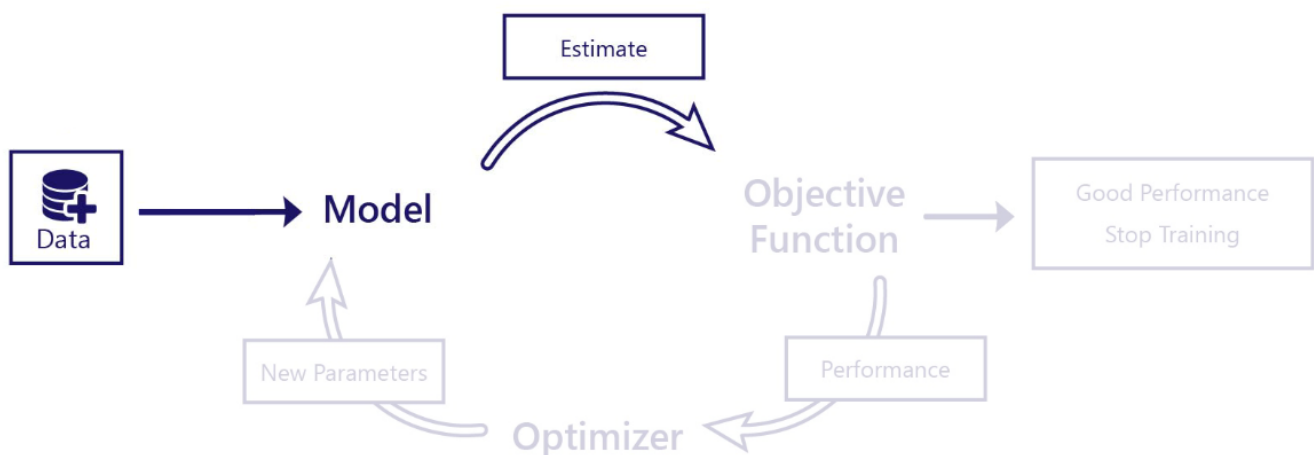 Estimate
Data
Model
Objective
Function
Good Performance
Stop Training
New Parameters
Performance
Optimizer